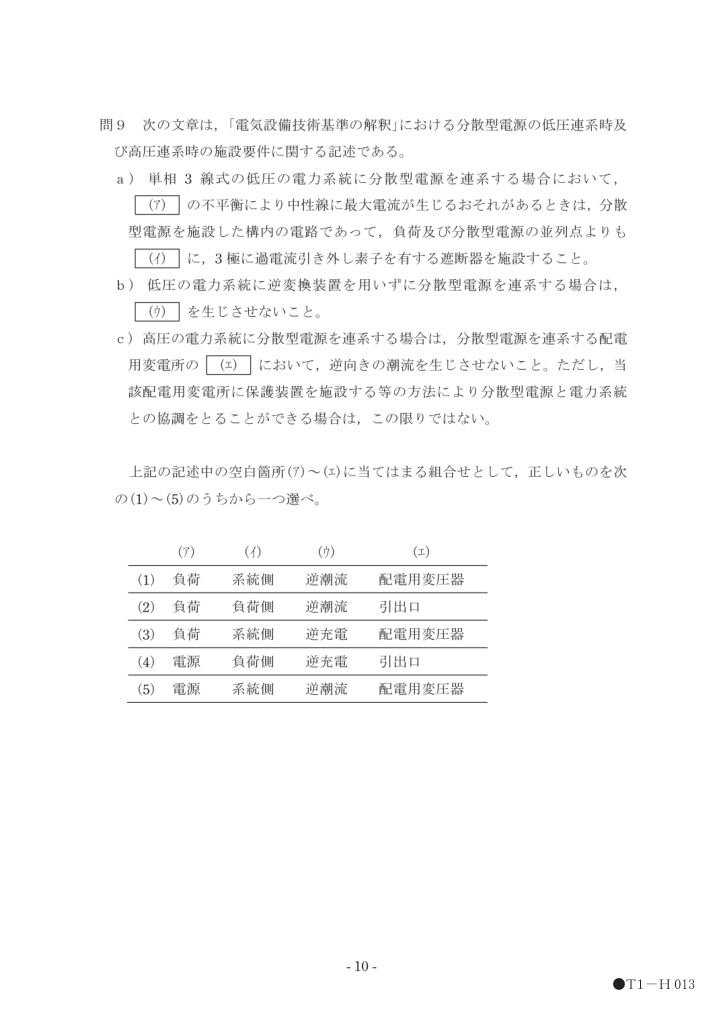 問９　次の文章は，「電気設備技術基準の解釈」における分散型電源の低圧連系時及
び高圧連系時の施設要件に関する記述である。
ａ） 単相 3 線式の低圧の電力系統に分散型電源を連系する場合において，
(ｱ) の不平衡により中性線に最大電流が生じるおそれがあるときは，分散
型電源を施設した構内の電路であって，負荷及び分散型電源の並列点よりも
(ｲ) に，3 極に過電流引き外し素子を有する遮断器を施設すること。
ｂ） 低圧の電力系統に逆変換装置を用いずに分散型電源を連系する場合は，
(ｳ) を生じさせないこと。
ｃ） 高圧の電力系統に分散型電源を連系する場合は，分散型電源を連系する配電
用変電所の (ｴ) において，逆向きの潮流を生じさせないこと。ただし，当
該配電用変電所に保護装置を施設する等の方法により分散型電源と電力系統
との協調をとることができる場合は，この限りではない。
上記の記述中の空白箇所(ｱ)～(ｴ)に当てはまる組合せとして，正しいものを次
の(1)～(5)のうちから一つ選べ。
(ｱ) (ｲ) (ｳ) (ｴ)
(1) 負荷 系統側 逆潮流 配電用変圧器
(2) 負荷 負荷側 逆潮流 引出口
(3) 負荷 系統側 逆充電 配電用変圧器
(4) 電源 負荷側 逆充電 引出口
(5) 電源 系統側 逆潮流 配電用変圧器
- 10 -
●Ｔ1－Ｈ 013